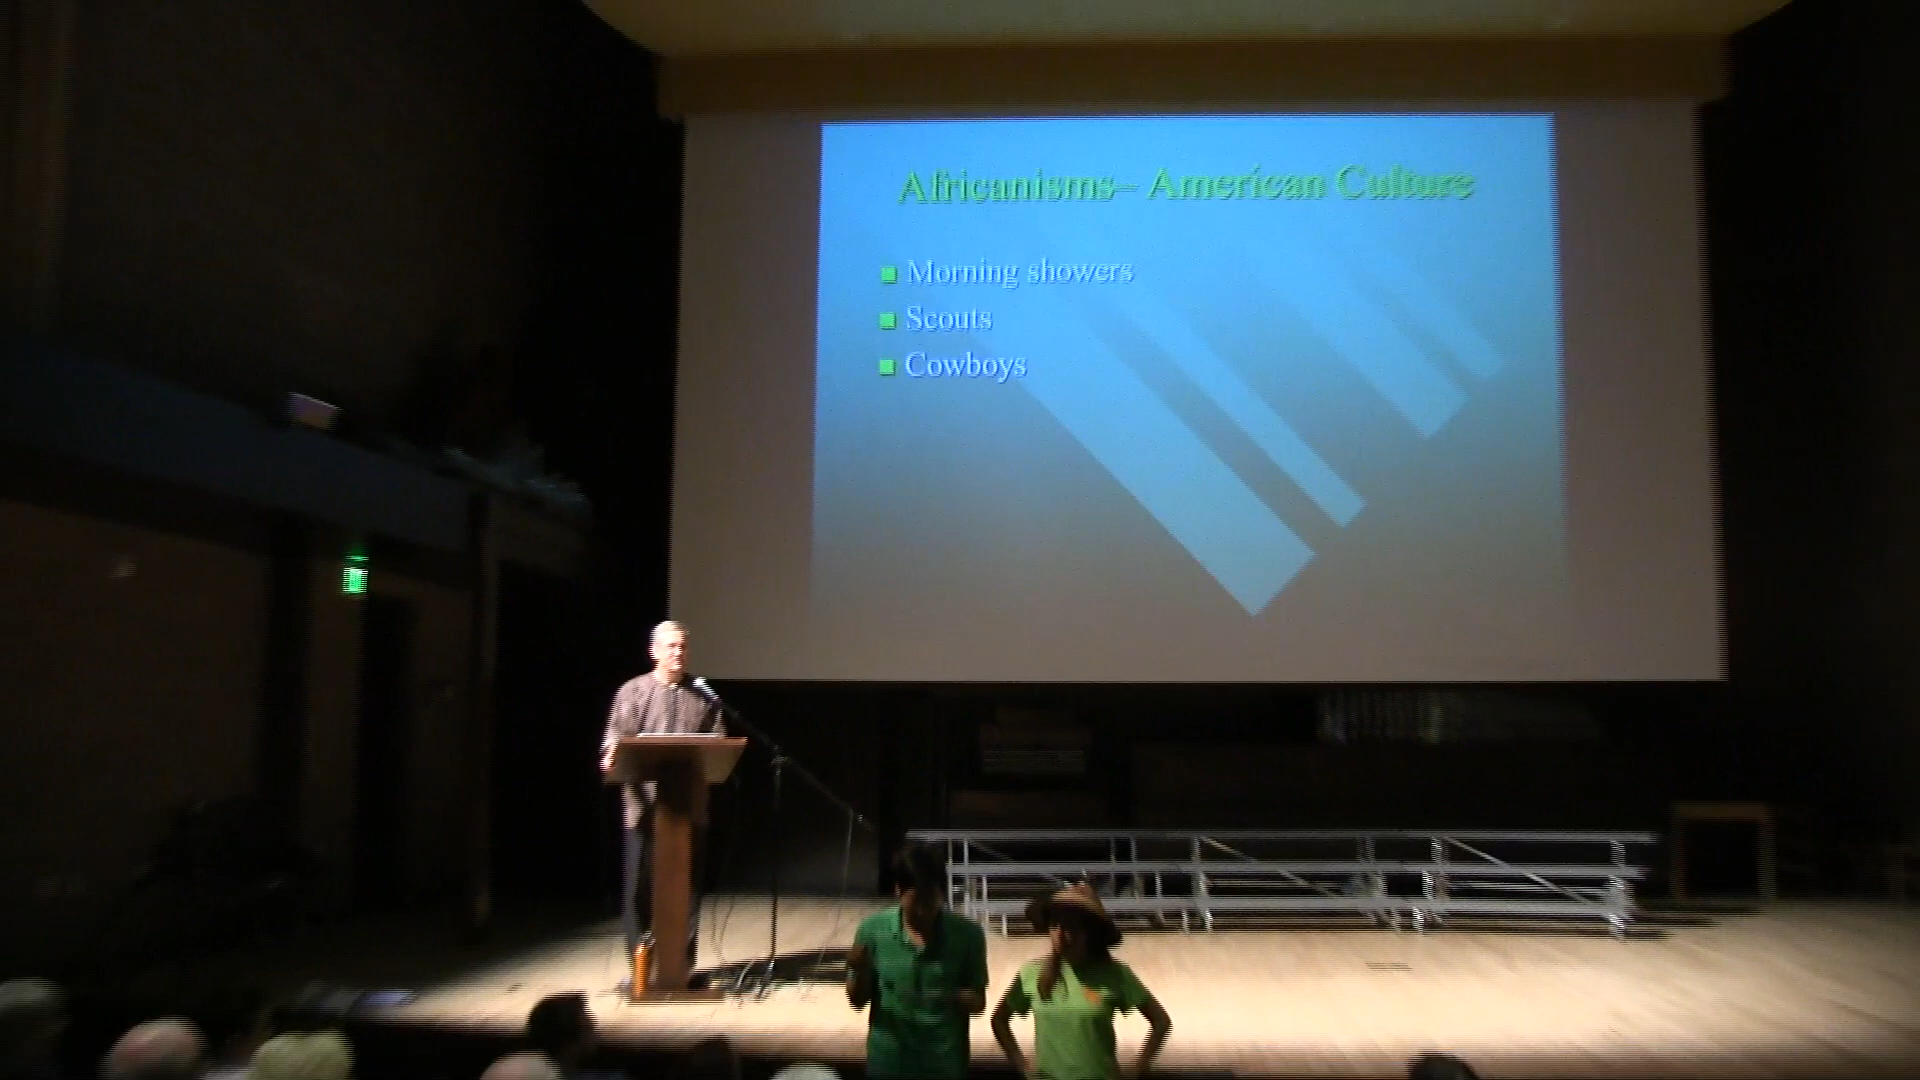 Africanisms– American Culture
Morning showers
Scouts
Cowboys